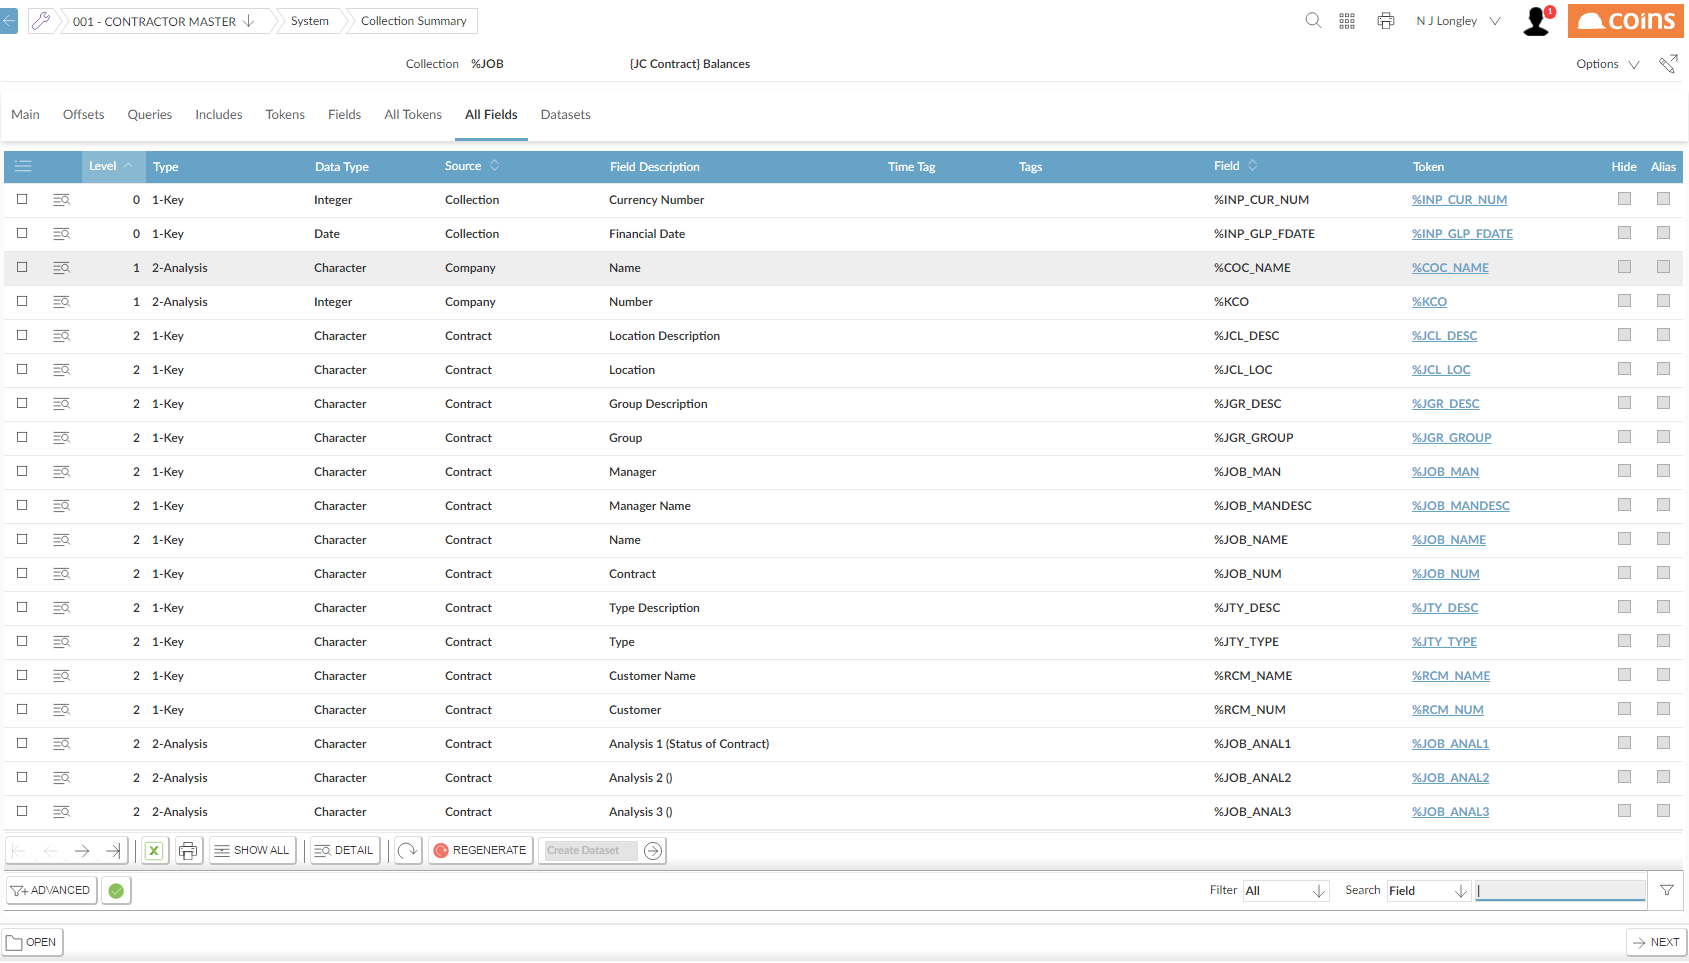 001 - CONTRACTOR MASTER System Collection Summary N J Longley 1 coins
Collection %JOB {JC Contract} Balances Options
Main Offsets Queries Includes Tokens Fields All Tokens All Fields Datasets
Level Type Data Type Source Field Description Time Tag Tags Field Token Hide Alias
0 1-Key Integer Collection Currency Number %INP_CUR_NUM %INP_CUR_NUM
0 1-Key Date Collection Financial Date %INP_GLP_FDATE %INP_GLP_FDATE
1 2-Analysis Character Company Name %COC_NAME %COC_NAME
1 2-Analysis Integer Company Number %KCO %KCO
2 1-Key Character Contract Location Description %JCL_DESC %JCL_DESC
2 1-Key Character Contract Location %JCL_LOC %JCL_LOC
2 1-Key Character Contract Group Description %JGR_DESC %JGR_DESC
2 1-Key Character Contract Group %JGR_GROUP %JGR_GROUP
2 1-Key Character Contract Manager %JOB_MAN %JOB_MAN
2 1-Key Character Contract Manager Name %JOB_MANDESC %JOB_MANDESC
2 1-Key Character Contract Name %JOB_NAME %JOB_NAME
2 1-Key Character Contract Contract %JOB_NUM %JOB_NUM
2 1-Key Character Contract Type Description %JTY_DESC %JTY_DESC
2 1-Key Character Contract Type %JTY_TYPE %JTY_TYPE
2 1-Key Character Contract Customer Name %RCM_NAME %RCM_NAME
2 1-Key Character Contract Customer %RCM_NUM %RCM_NUM
2 2-Analysis Character Contract Analysis 1 (Status of Contract) %JOB_ANAL1 %JOB_ANAL1
2 2-Analysis Character Contract Analysis 2 () %JOB_ANAL2 %JOB_ANAL2
2 2-Analysis Character Contract Analysis 3 () %JOB_ANAL3 %JOB_ANAL3
SHOW ALL DETAIL REGENERATE Create Dataset
ADVANCED Filter All Search Field
OPEN NEXT